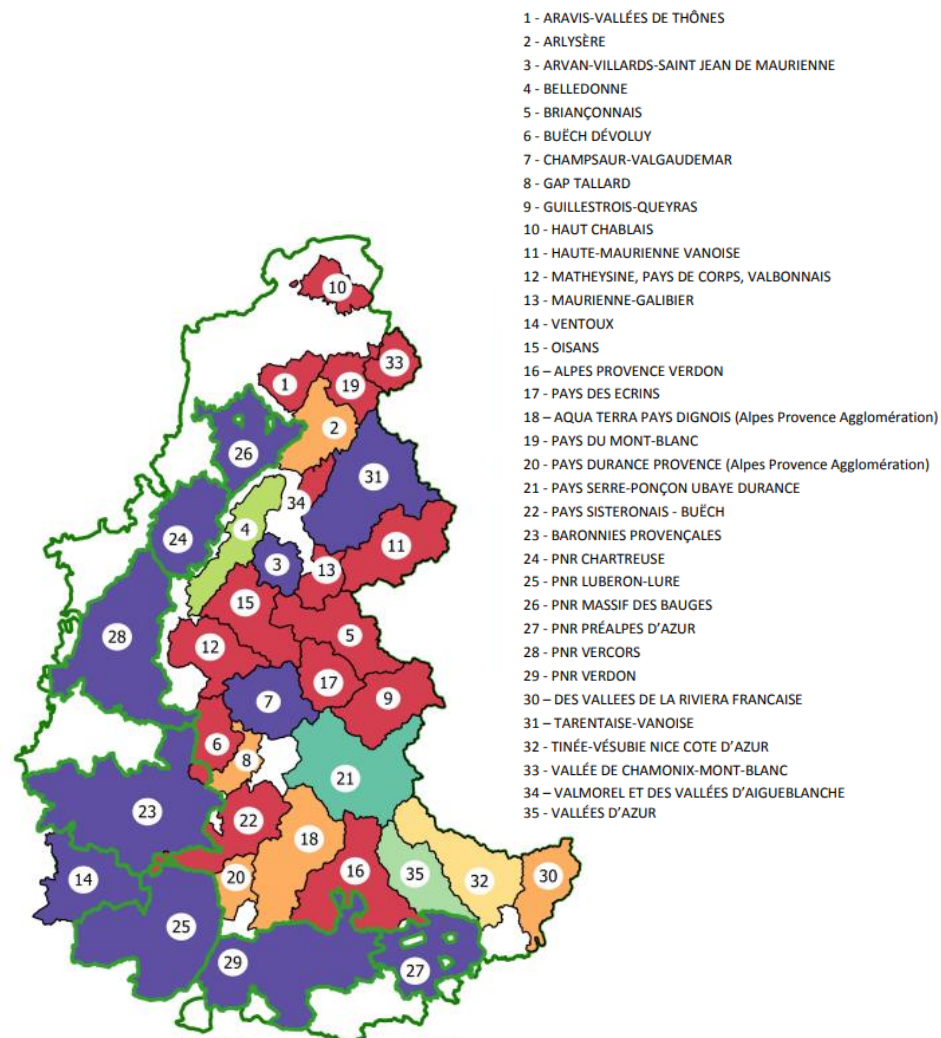 1 - ARAVIS-VALLÉES DE THÔNES
2 - ARLYSÈRE
3 - ARVAN-VILLARDS-SAINT JEAN DE MAURIENNE
4 - BELLEDONNE
5 - BRIANÇONNAIS
6 - BUËCH DÉVOLUY
7 - CHAMPSAUR-VALGAUDEMAR
8 - GAP TALLARD
9 - GUILLESTROIS-QUEYRAS
10 - HAUT CHABLAIS
11 - HAUTE-MAURIENNE VANOISE
12 - MATHEYSINE, PAYS DE CORPS, VALBONNAIS
13 - MAURIENNE-GALIBIER
14 - VENTOUX
15 - OISANS
16 – ALPES PROVENCE VERDON
17 - PAYS DES ECRINS
18 – AQUA TERRA PAYS DIGNOIS (Alpes Provence Agglomération)
19 - PAYS DU MONT-BLANC
20 - PAYS DURANCE PROVENCE (Alpes Provence Agglomération)
21 - PAYS SERRE-PONÇON UBAYE DURANCE
22 - PAYS SISTERONAIS - BUËCH
23 - BARONNIES PROVENÇALES
24 - PNR CHARTREUSE
25 - PNR LUBERON-LURE
26 - PNR MASSIF DES BAUGES
27 - PNR PRÉALPES D'AZUR
28 - PNR VERCORS
29 - PNR VERDON
30 – DES VALLEES DE LA RIVIERA FRANCAISE
31 – TARENTAISE-VANOISE
32 - TINÉE-VÉSUBIE NICE COTE D'AZUR
33 - VALLÉE DE CHAMONIX-MONT-BLANC
34 – VALMOREL ET DES VALLÉES D'AIGUEBLANCHE
35 - VALLÉES D'AZUR
10
33
1
19
2
26
31
34
4
24
11
3
13
15
28
5
12
17
9
7
6
8
21
23
22
18
16
20
14
35
32
30
25
29
27